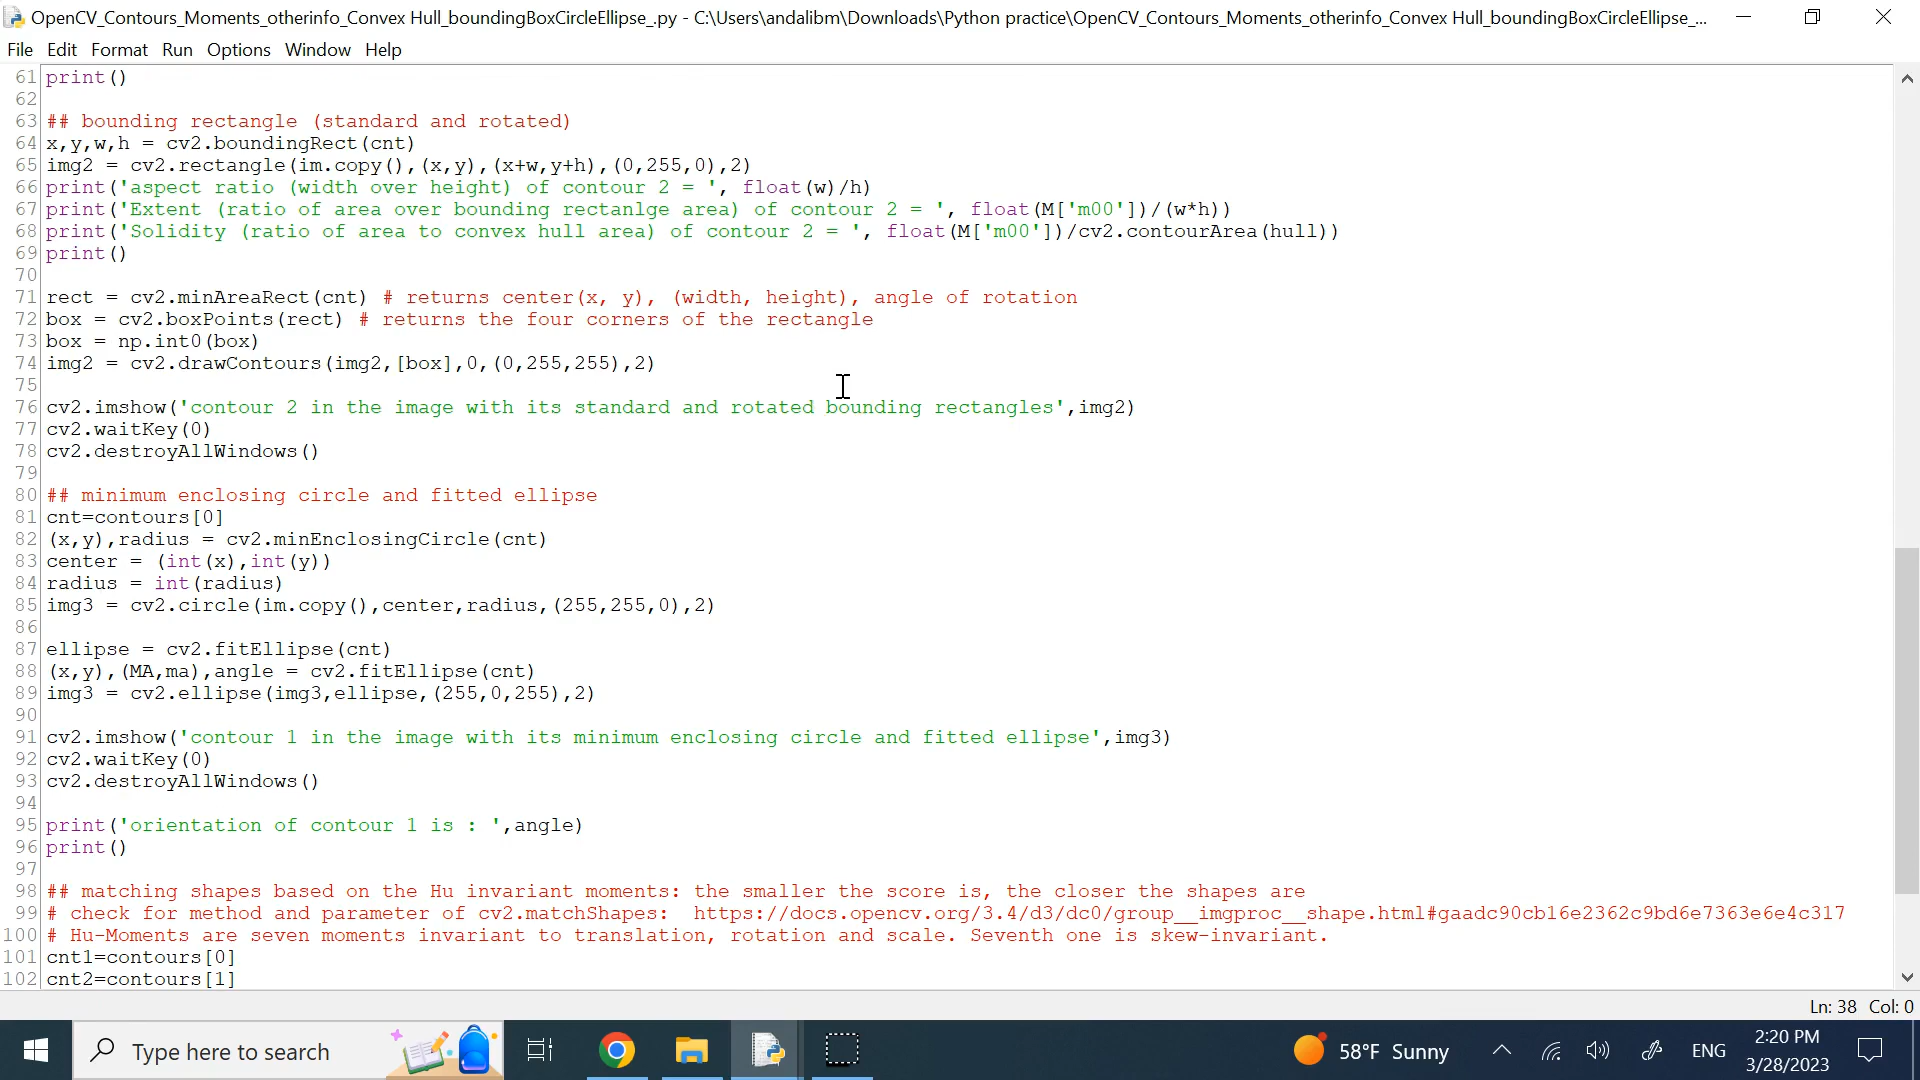 OpenCV_Contours_Moments_otherinfo_Convex Hull_boundingBoxCircleEllipse_.py - C:\Users\andalibm\Downloads\Python practice\OpenCV_Contours_Moments_otherinfo_Convex Hull_boundingBoxCircleEllipse_...
File Edit Format Run Options Window Help
61 print()
62
63 ## bounding rectangle (standard and rotated)
64 x,y,w,h = cv2.boundingRect(cnt)
65 img2 = cv2.rectangle(im.copy(),(x,y),(x+w,y+h),(0,255,0),2)
66 print('aspect ratio (width over height) of contour 2 = ', float(w)/h)
67 print('Extent (ratio of area over bounding rectanlge area) of contour 2 = ', float(M['m00'])/(w*h))
68 print('Solidity (ratio of area to convex hull area) of contour 2 = ', float(M['m00'])/cv2.contourArea(hull))
69 print()
70
71 rect = cv2.minAreaRect(cnt) # returns center(x, y), (width, height), angle of rotation
72 box = cv2.boxPoints(rect) # returns the four corners of the rectangle
73 box = np.int0(box)
74 img2 = cv2.drawContours(img2,[box],0,(0,255,255),2)
75
76 cv2.imshow('contour 2 in the image with its standard and rotated bounding rectangles',img2)
77 cv2.waitKey(0)
78 cv2.destroyAllWindows()
79
80 ## minimum enclosing circle and fitted ellipse
81 cnt=contours[0]
82 (x,y),radius = cv2.minEnclosingCircle(cnt)
83 center = (int(x),int(y))
84 radius = int(radius)
85 img3 = cv2.circle(im.copy(),center,radius,(255,255,0),2)
86
87 ellipse = cv2.fitEllipse(cnt)
88 (x,y),(MA,ma),angle = cv2.fitEllipse(cnt)
89 img3 = cv2.ellipse(img3,ellipse,(255,0,255),2)
90
91 cv2.imshow('contour 1 in the image with its minimum enclosing circle and fitted ellipse',img3)
92 cv2.waitKey(0)
93 cv2.destroyAllWindows()
94
95 print('orientation of contour 1 is : ',angle)
96 print()
97
98 ## matching shapes based on the Hu invariant moments: the smaller the score is, the closer the shapes are
99 # check for method and parameter of cv2.matchShapes:  https://docs.opencv.org/3.4/d3/dc0/group__imgproc__shape.html#gaadc90cb16e2362c9bd6e7363e6e4c317
100 # Hu-Moments are seven moments invariant to translation, rotation and scale. Seventh one is skew-invariant.
101 cnt1=contours[0]
102 cnt2=contours[1]
Ln: 38 Col: 0
Type here to search
58°F Sunny
ENG
2:20 PM
3/28/2023